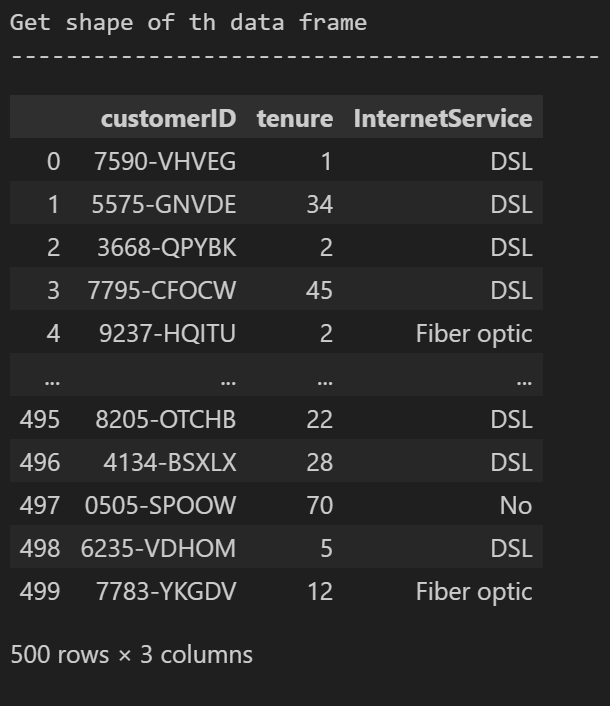 Get shape of th data frame
-------------------------------------------
customerID tenure InternetService
0 7590-VHVEG 1 DSL
1 5575-GNVDE 34 DSL
2 3668-QPYBK 2 DSL
3 7795-CFOCW 45 DSL
4 9237-HQITU 2 Fiber optic
... ... ... ...
495 8205-OTCHB 22 DSL
496 4134-BSXLX 28 DSL
497 0505-SPOOW 70 No
498 6235-VDHOM 5 DSL
499 7783-YKGDV 12 Fiber optic
500 rows × 3 columns